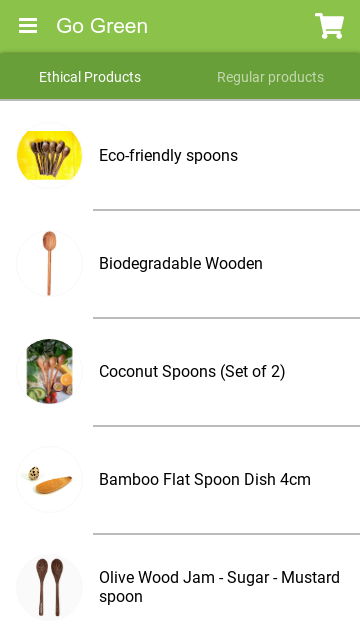 Go Green
Ethical Products
Regular products
Eco-friendly spoons
Biodegradable Wooden
Coconut Spoons (Set of 2)
Bamboo Flat Spoon Dish 4cm
Olive Wood Jam - Sugar - Mustard
spoon